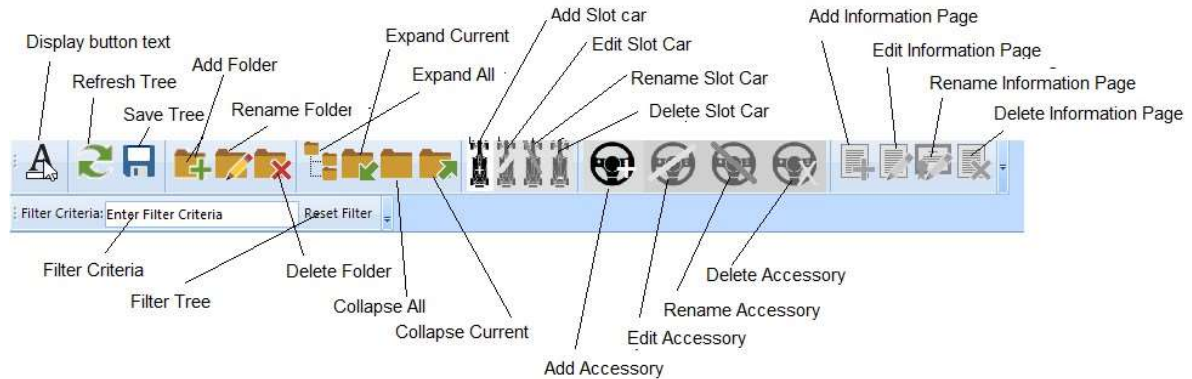 Add Slot car
Add Information Page
Display button text
Expand Current
Edit Slot Car
Edit Information Page
Add Folder
Expand All
Rename Slot Car
Rename Information Page
Refresh Tree
Save Tree
Rename Folder
Delete Slot Car
Delete Information Page
A
Filter Criteria:
Enter Filter Criteria
Reset Filter
Filter Criteria
Delete Folder
Delete Accessory
Filter Tree
Collapse All
Rename Accessory
Collapse Current
Edit Accessory
Add Accessory